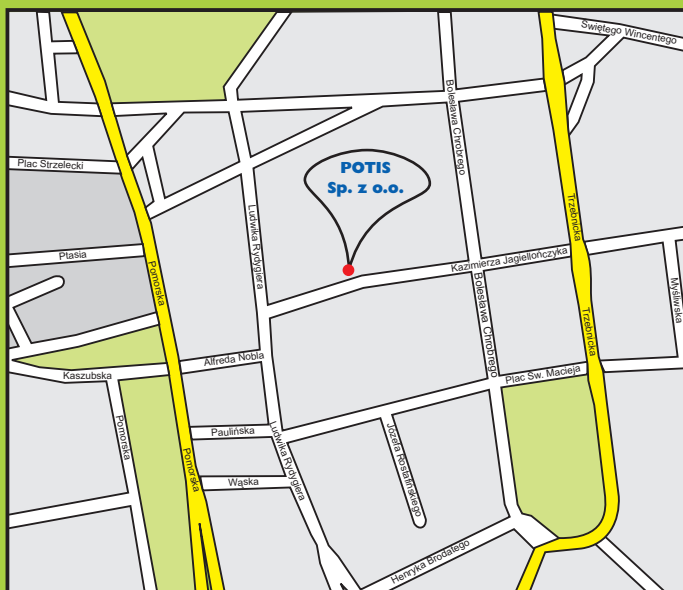 Świętego Wincentego
Bolesława Chrobrego
Plac Strzelecki
POTIS
Sp. z o.o.
Trzebnicka
Ludwika Rydygiera
Ptasia
Pomorska
Kazimierza Jagiellończyka
Bolesława Chrobrego
Myśliwska
Trzebnicka
Alfreda Nobla
Kaszubska
Plac Św. Macieja
Pomorska
Paulińska
Ludwika Rydygiera
Józefa Rostafińskiego
Pomorska
Wąska
Henryka Brodatego